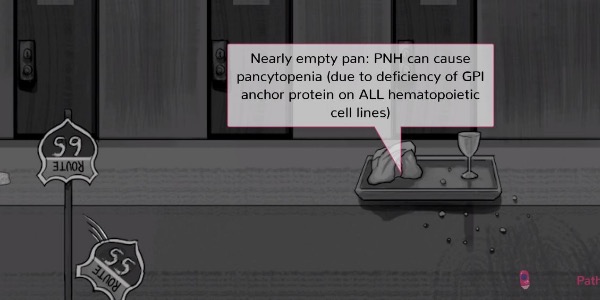 Nearly empty pan: PNH can cause
pancytopenia (due to deficiency of GPI
anchor protein on ALL hematopoietic
cell lines)
ROUTE
59
ROUTE
55
Path